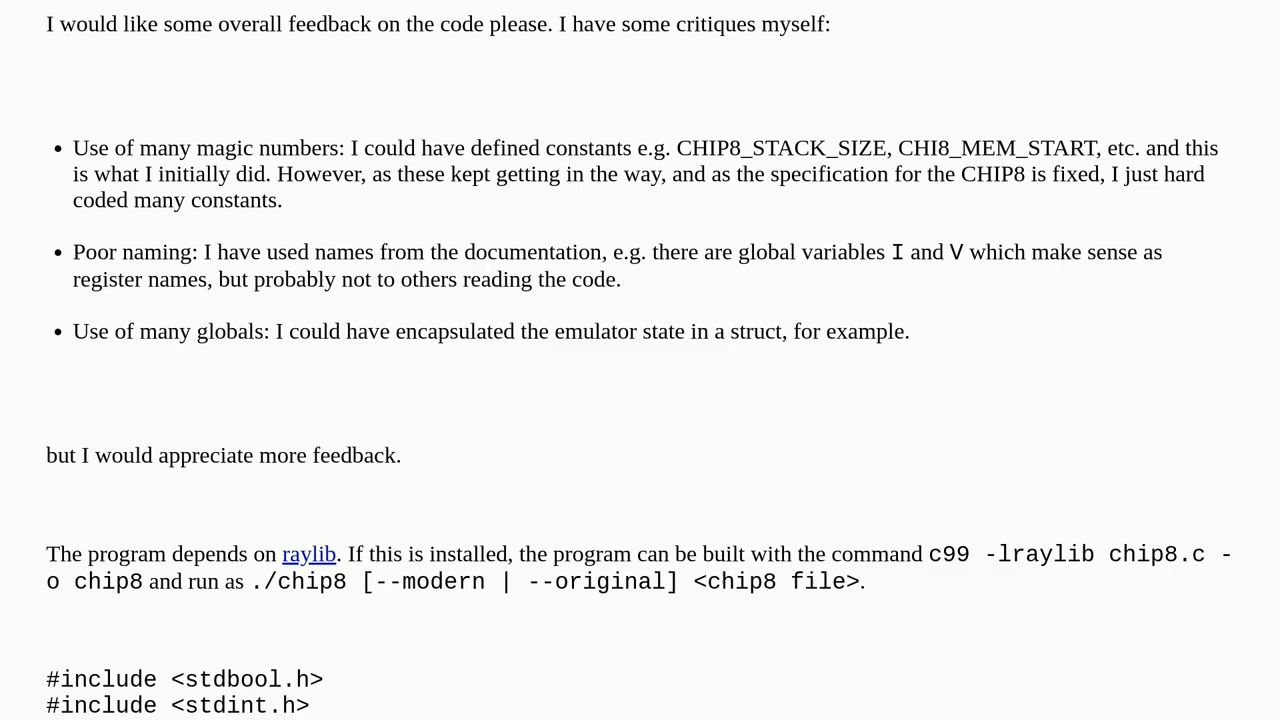 I would like some overall feedback on the code please. I have some critiques myself:
• Use of many magic numbers: I could have defined constants e.g. CHIP8_STACK_SIZE, CHI8_MEM_START, etc. and this
is what I initially did. However, as these kept getting in the way, and as the specification for the CHIP8 is fixed, I just hard
coded many constants.
• Poor naming: I have used names from the documentation, e.g. there are global variables I and V which make sense as
register names, but probably not to others reading the code.
• Use of many globals: I could have encapsulated the emulator state in a struct, for example.
but I would appreciate more feedback.
The program depends on raylib. If this is installed, the program can be built with the command c99 -lraylib chip8.c -
o chip8 and run as ./chip8 [--modern | --original] <chip8 file>.
#include <stdbool.h>
#include <stdint.h>